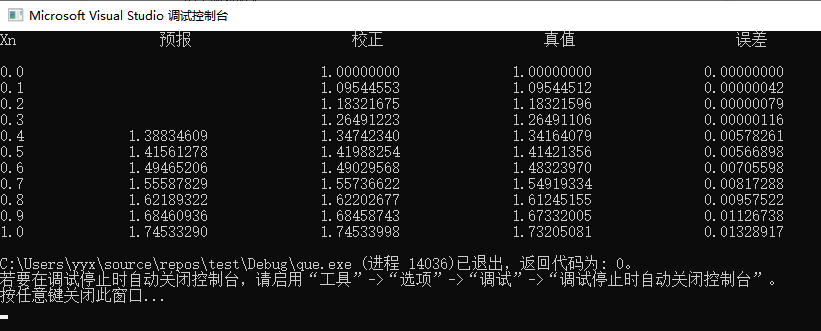 Microsoft Visual Studio 调试控制台
Xn 预报 校正 真值 误差
0.0 1.00000000 1.00000000 0.00000000
0.1 1.09544553 1.09544512 0.00000042
0.2 1.18321675 1.18321596 0.00000079
0.3 1.26491223 1.26491106 0.00000116
0.4 1.38834609 1.34742340 1.34164079 0.00578261
0.5 1.41561278 1.41988254 1.41421356 0.00566898
0.6 1.49465206 1.49029568 1.48323970 0.00705598
0.7 1.55587829 1.55736622 1.54919334 0.00817288
0.8 1.62189322 1.62202677 1.61245155 0.00957522
0.9 1.68460936 1.68458743 1.67332005 0.01126738
1.0 1.74533290 1.74533998 1.73205081 0.01328917
C:\Users\yyx\source\repos\test\Debug\que.exe (进程 14036)已退出，返回代码为: 0。
若要在调试停止时自动关闭控制台，请启用“工具”->“选项”->“调试”->“调试停止时自动关闭控制台”。
按任意键关闭此窗口...